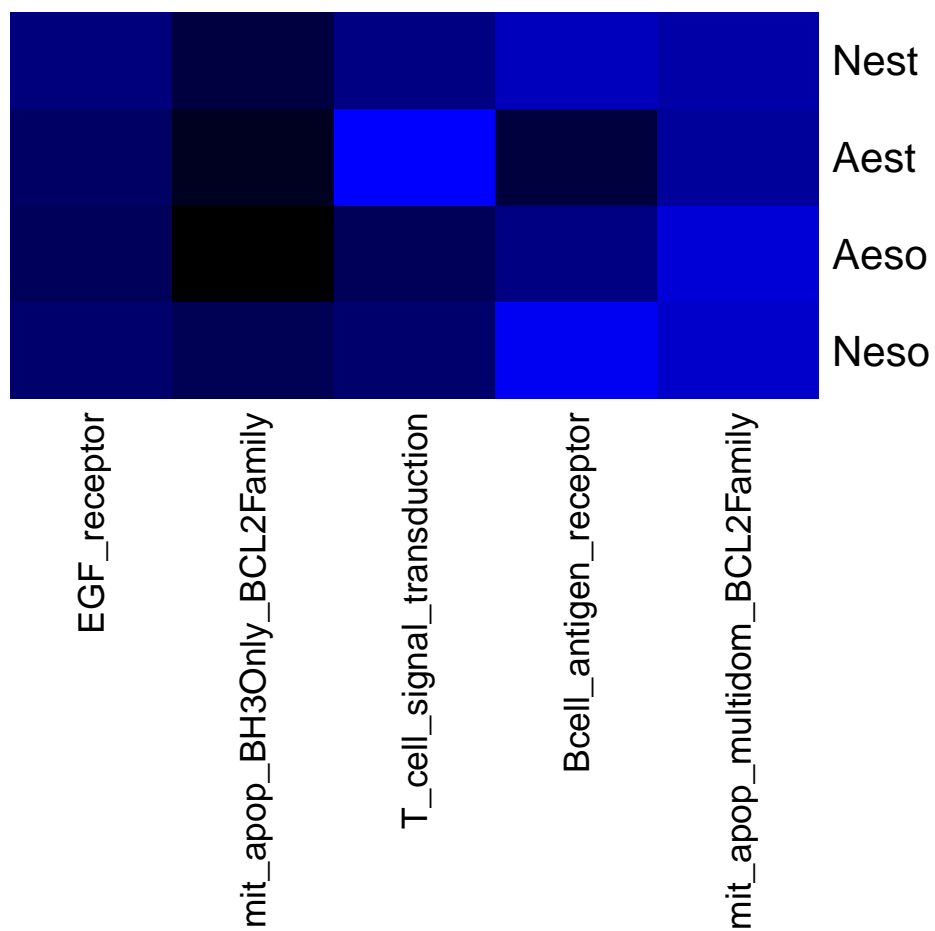 Nest
Aest
Aeso
Neso
EGF_receptor
mit_apop_BH3Only_BCL2Family
T_cell_signal_transduction
Bcell_antigen_receptor
mit_apop_multidom_BCL2Family